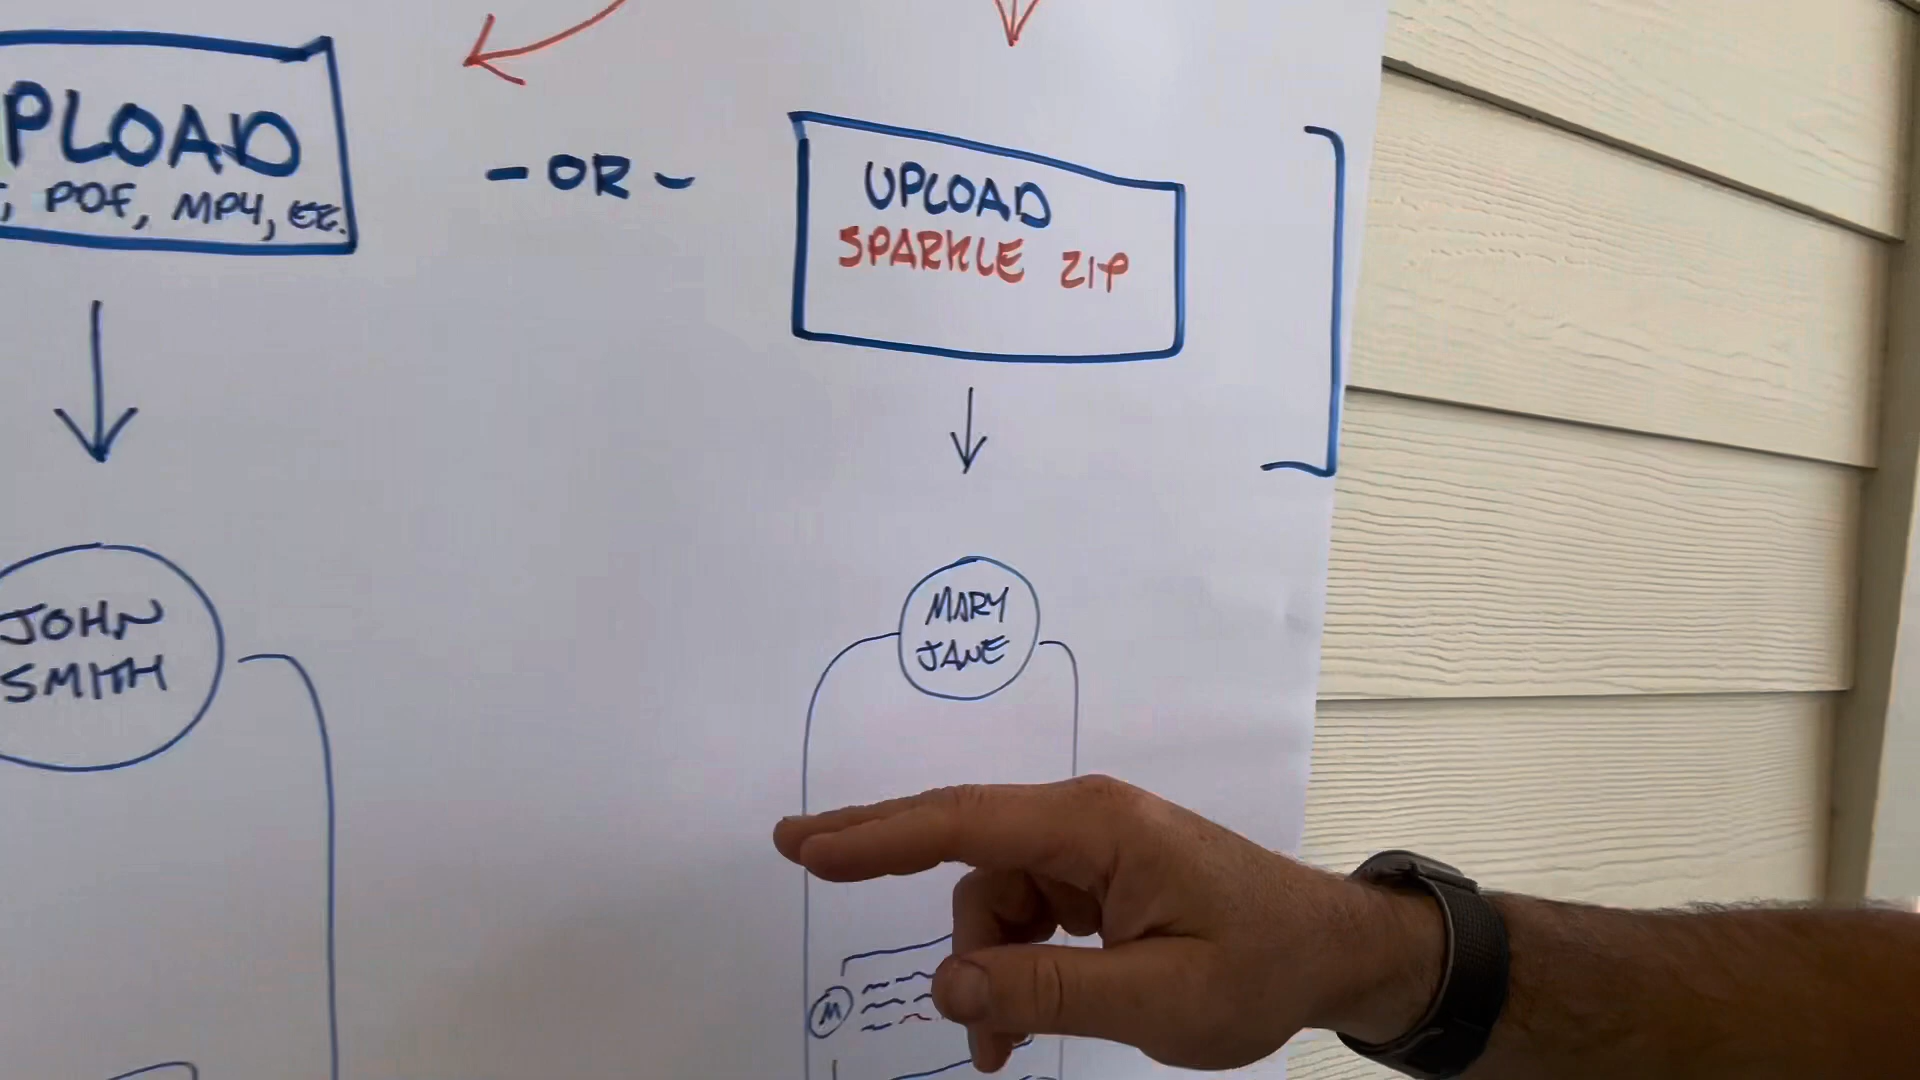 PLOAD
, PDF, MP4, ETC.
- OR -
UPLOAD
SPARKLE ZIP
JOHN
SMITH
MARY
JANE
M